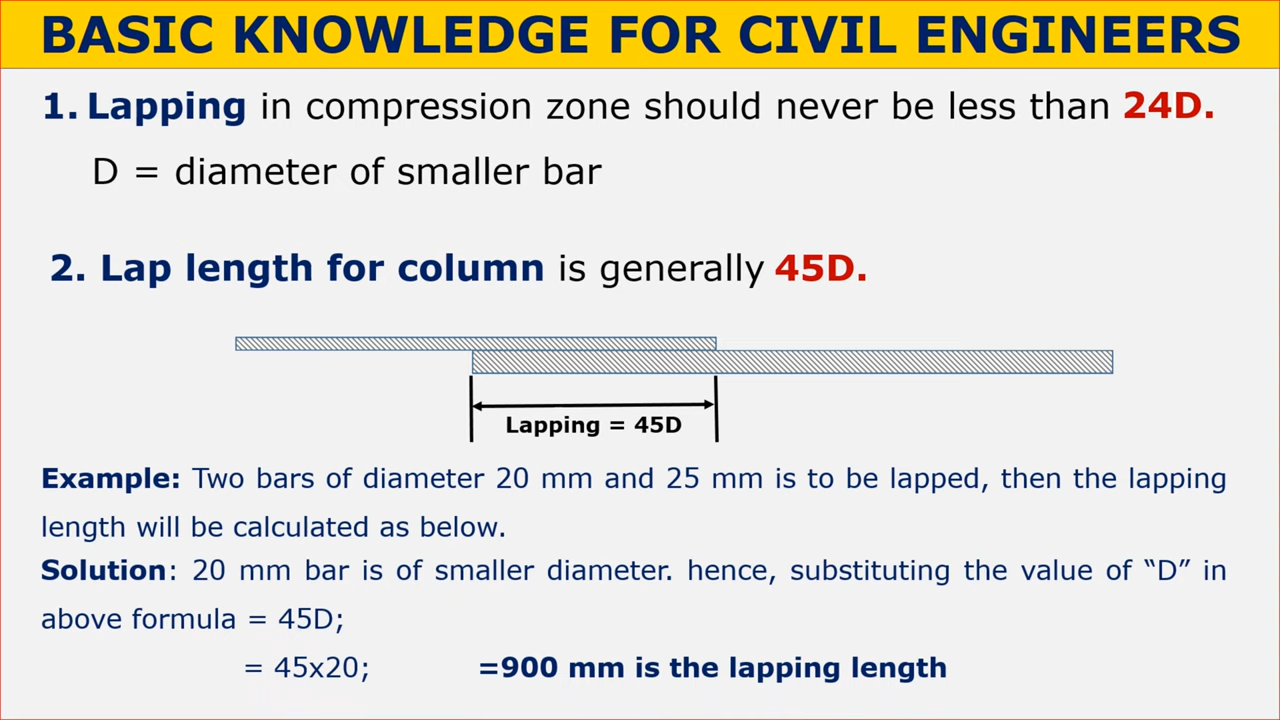 BASIC KNOWLEDGE FOR CIVIL ENGINEERS
1. Lapping in compression zone should never be less than 24D.
D = diameter of smaller bar
2. Lap length for column is generally 45D.
Lapping = 45D
Example: Two bars of diameter 20 mm and 25 mm is to be lapped, then the lapping
length will be calculated as below.
Solution: 20 mm bar is of smaller diameter. hence, substituting the value of “D” in
above formula = 45D;
= 45x20; =900 mm is the lapping length